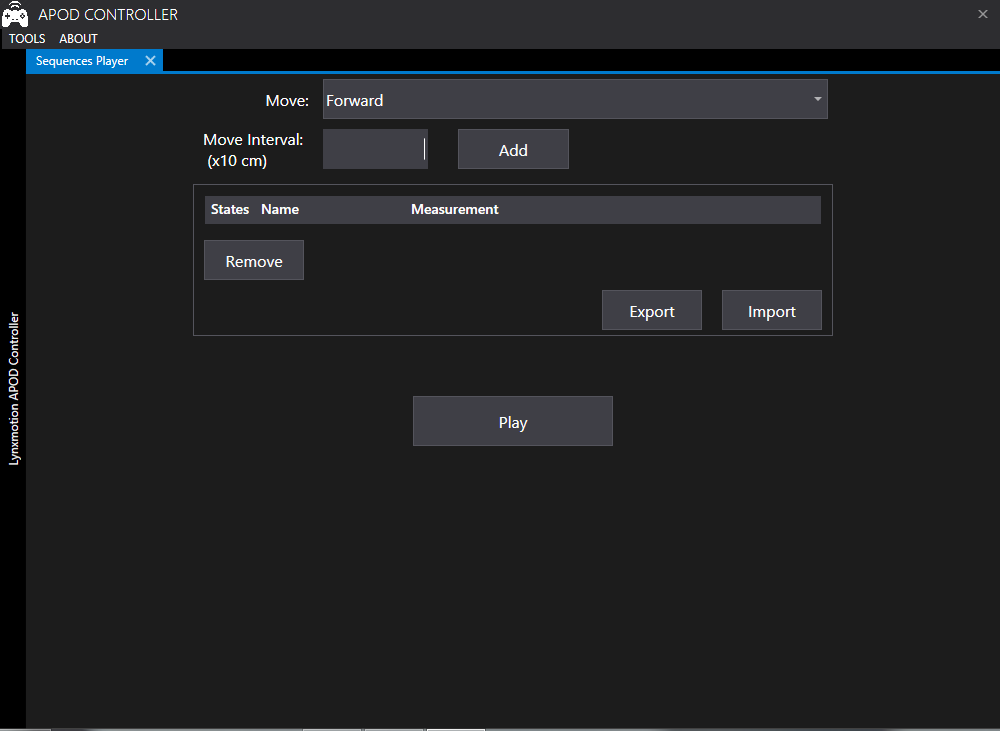 APOD CONTROLLER
TOOLS ABOUT
Sequences Player
Move: Forward
Move Interval:
(x10 cm)
Add
States Name Measurement
Remove
Export Import
Play
Lynxmotion APOD Controller